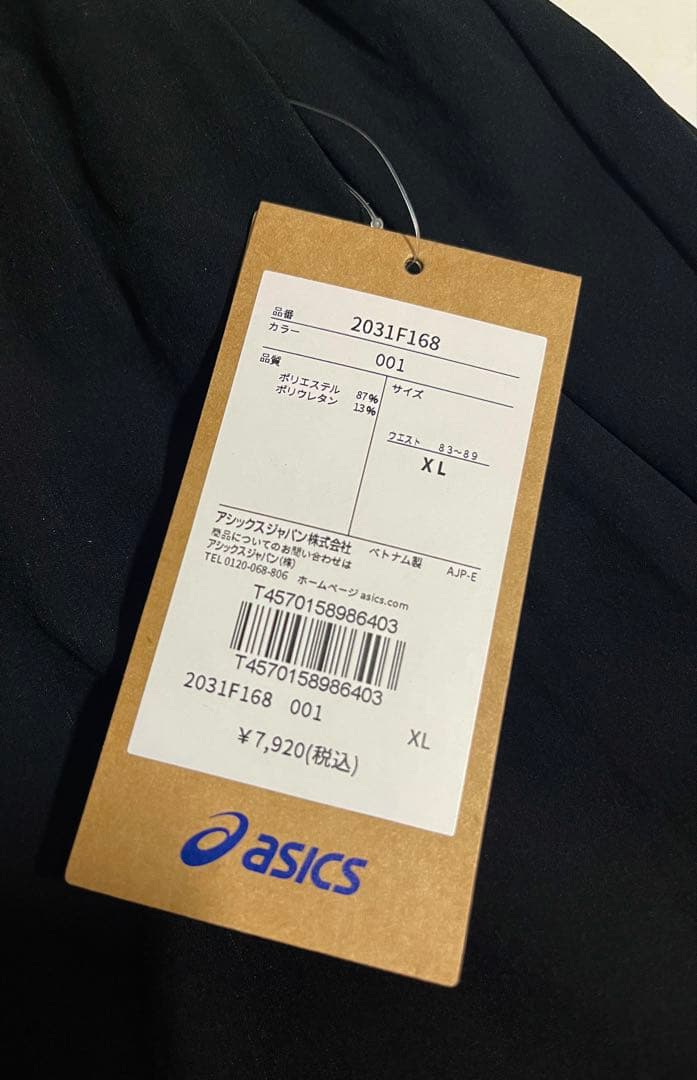 品番 2031F168
カラー 001
品質
ポリエステル 87%
ポリウレタン 13%
サイズ
ウエスト 83~89
XL
アシックスジャパン株式会社 ベトナム製 AJP-E
商品についてのお問い合わせは
アシックスジャパン(株)
TEL 0120-068-806 ホームページ asics.com
T4570158986403
T4570158986403
2031F168 001 XL
¥7,920(税込)
asics